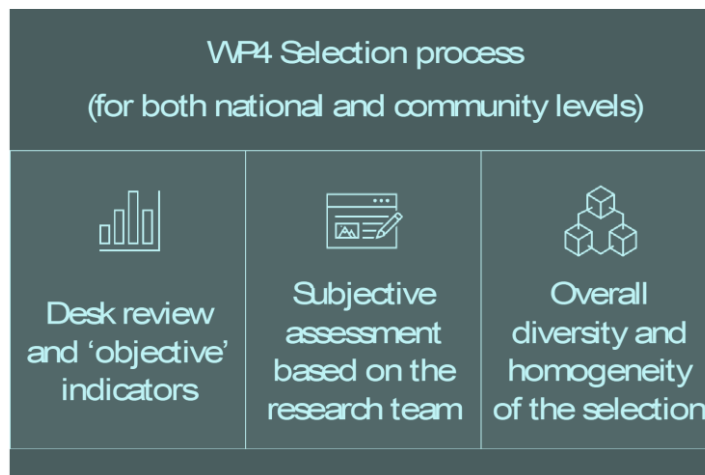 WP4 Selection process
(for both national and community levels)
Desk review
and ‘objective’
indicators
Subjective
assessment
based on the
research team
Overall
diversity and
homogeneity
of the selection